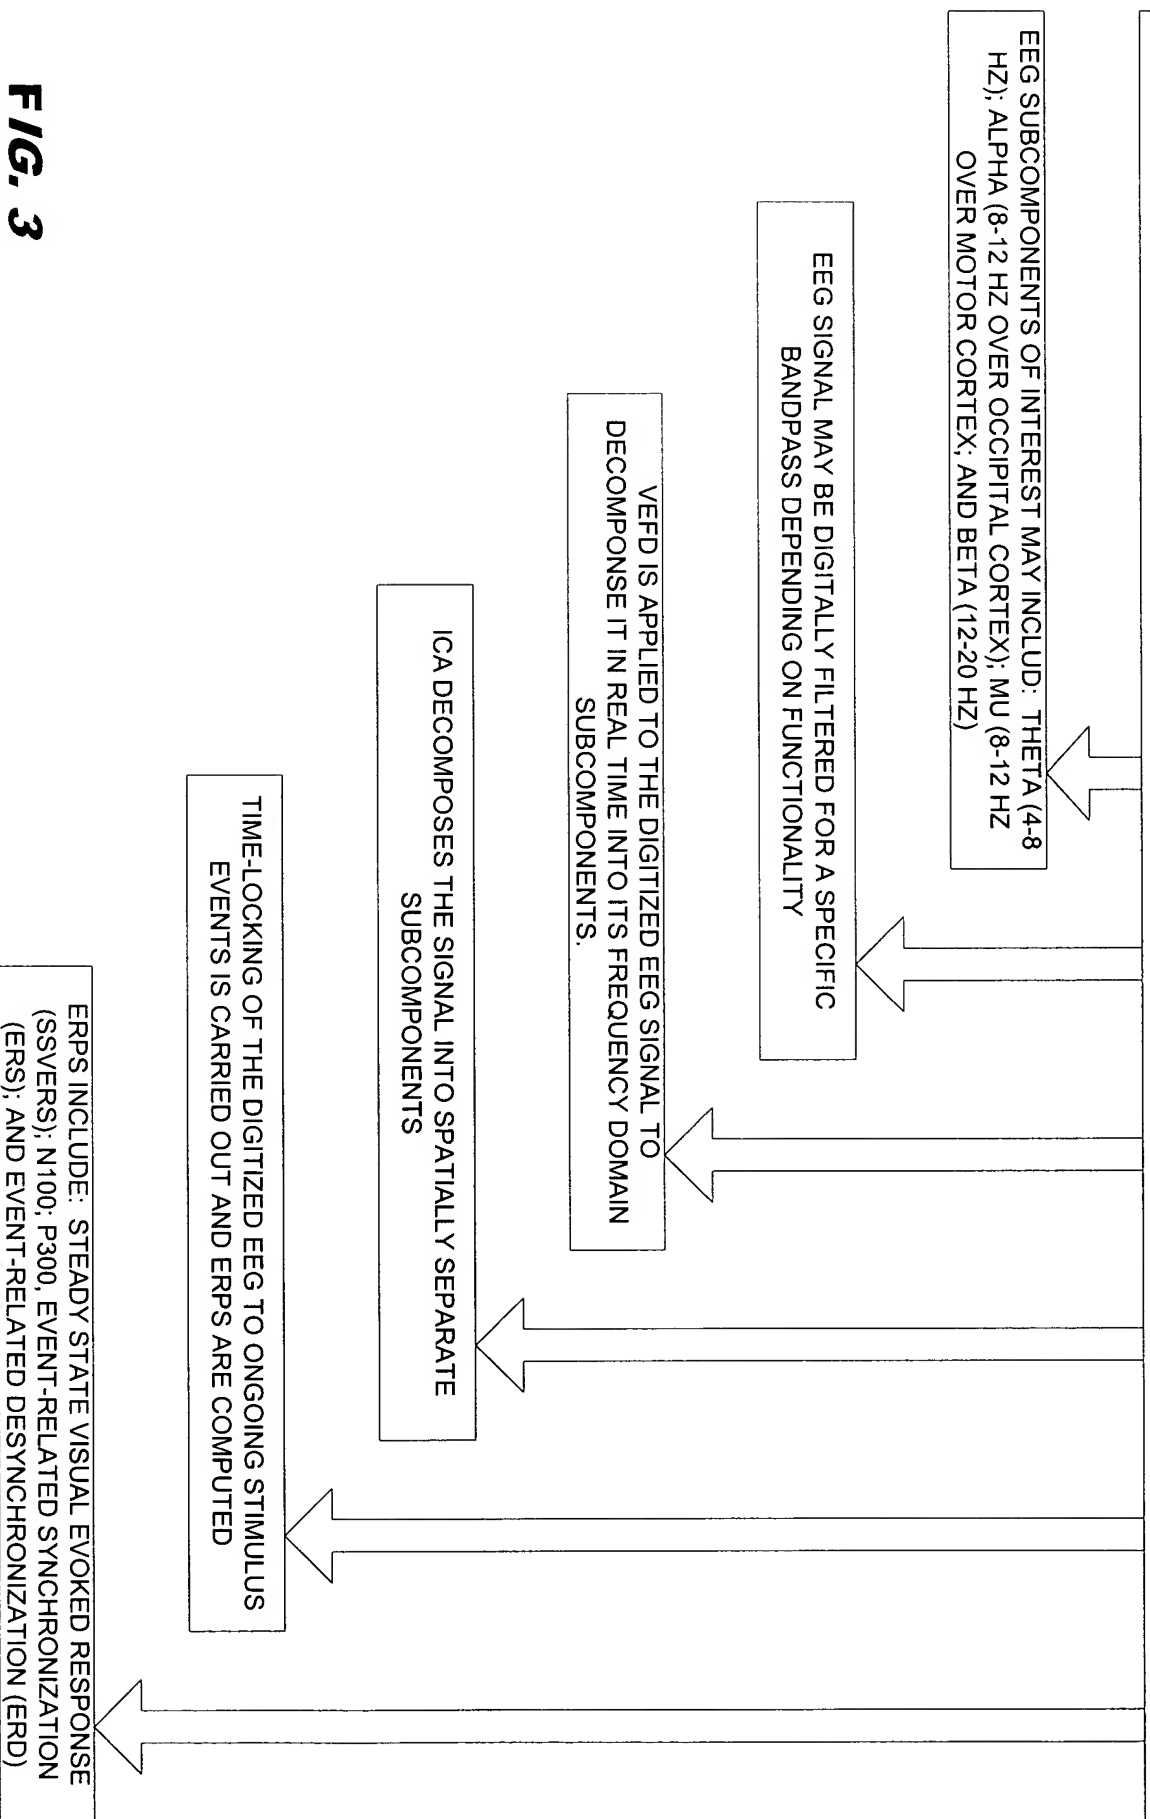 EEG SUBCOMPONENTS OF INTEREST MAY INCLUD: THETA (4-8
HZ); ALPHA (8-12 HZ OVER OCCIPITAL CORTEX); MU (8-12 HZ
OVER MOTOR CORTEX; AND BETA (12-20 HZ)
EEG SIGNAL MAY BE DIGITALLY FILTERED FOR A SPECIFIC
BANDPASS DEPENDING ON FUNCTIONALITY
VEFD IS APPLIED TO THE DIGITIZED EEG SIGNAL TO
DECOMPONSE IT IN REAL TIME INTO ITS FREQUENCY DOMAIN
SUBCOMPONENTS.
ICA DECOMPOSES THE SIGNAL INTO SPATIALLY SEPARATE
SUBCOMPONENTS
TIME-LOCKING OF THE DIGITIZED EEG TO ONGOING STIMULUS
EVENTS IS CARRIED OUT AND ERPS ARE COMPUTED
ERPS INCLUDE: STEADY STATE VISUAL EVOKED RESPONSE
(SSVERS); N100; P300, EVENT-RELATED SYNCHRONIZATION
(ERS); AND EVENT-RELATED DESYNCHRONIZATION (ERD)
FIG. 3